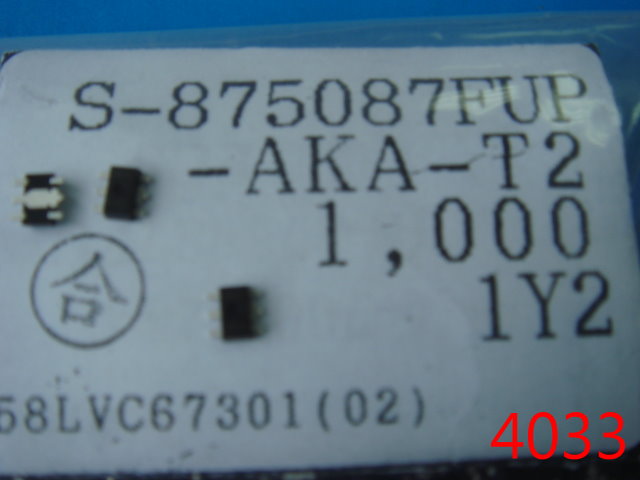 S-875087FUP
-AKA-T2
1,000
1Y2
合
58LVC67301(02)
4033